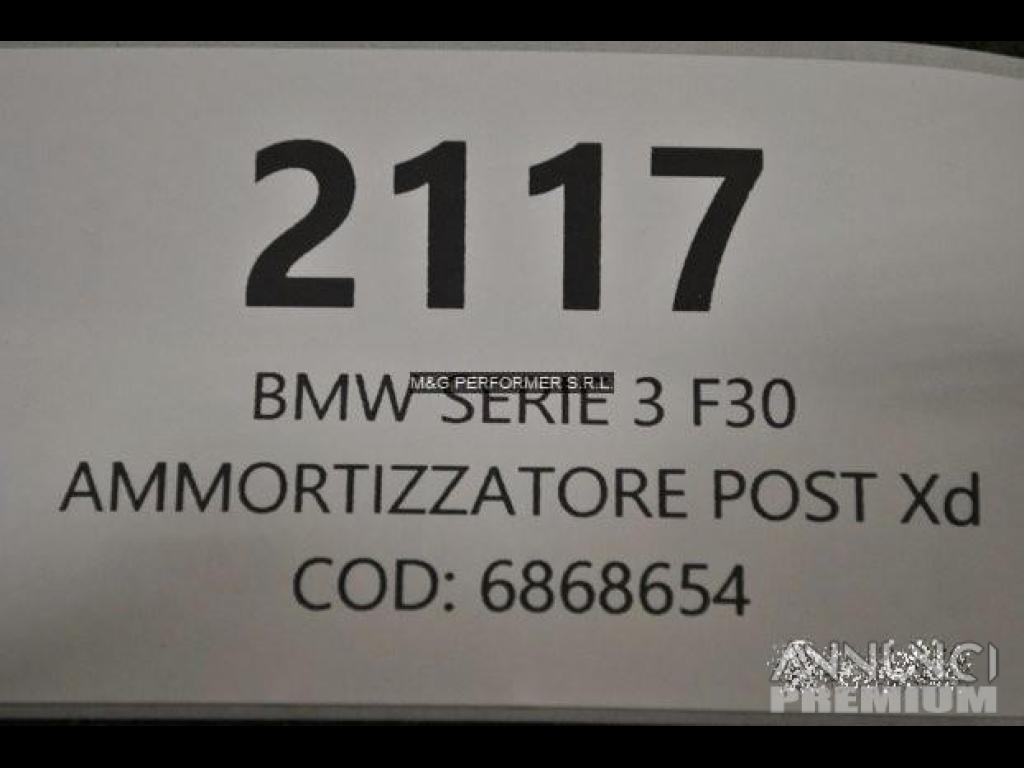 2117
M&G PERFORMER S.R.L.
BMW SERIE 3 F30
AMMORTIZZATORE POST Xd
COD: 6868654
ANNUNCI
PREMIUM